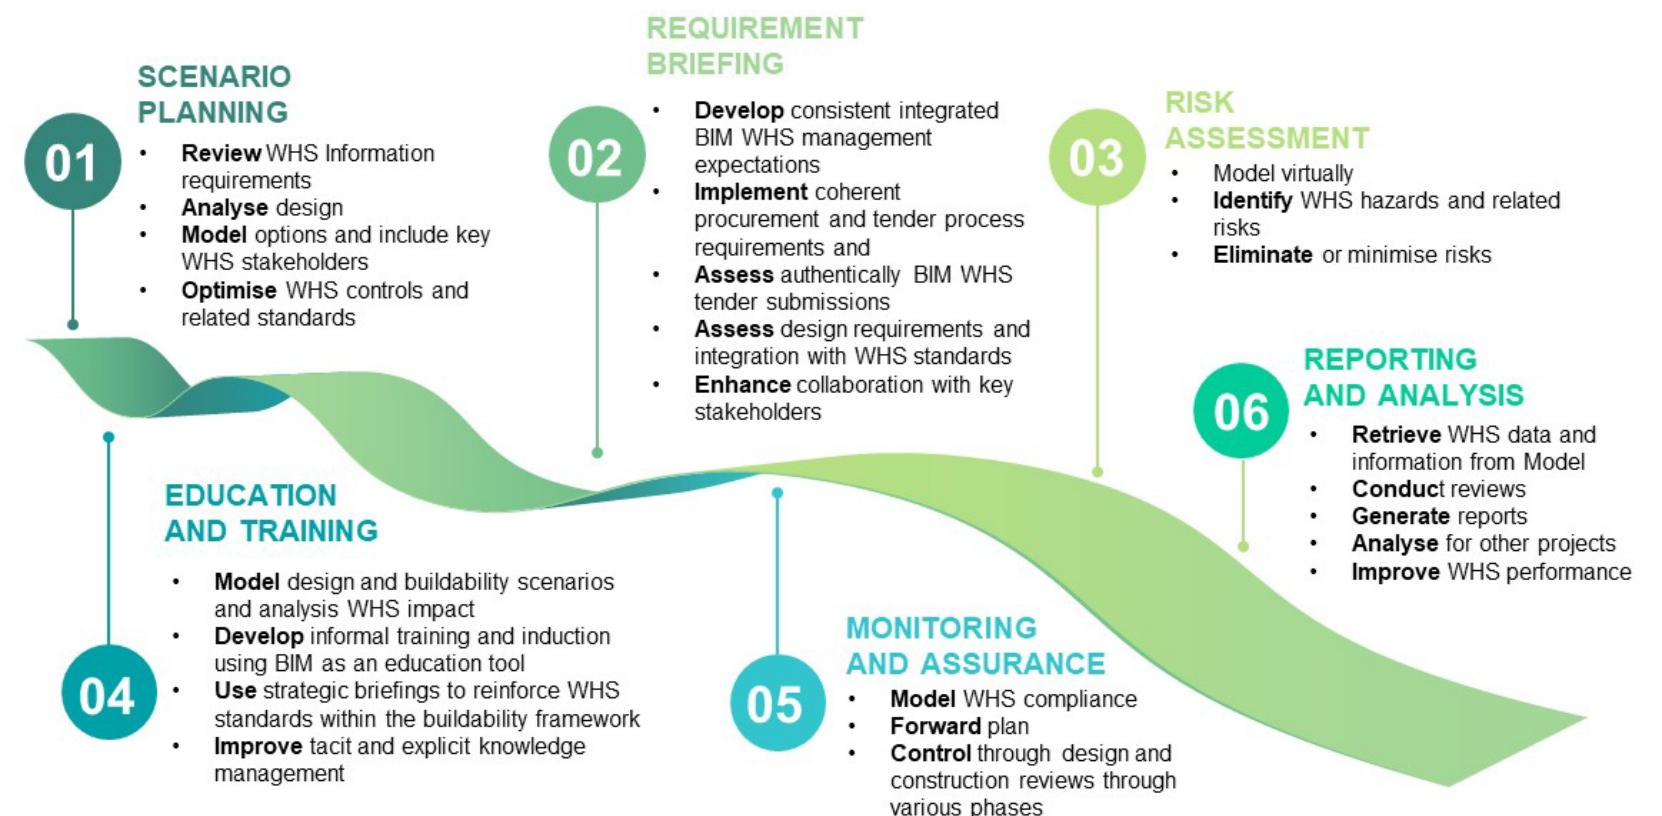 01
SCENARIO
PLANNING
• Review WHS Information
requirements
• Analyse design
• Model options and include key
WHS stakeholders
• Optimise WHS controls and
related standards
02
REQUIREMENT
BRIEFING
• Develop consistent integrated
BIM WHS management
expectations
• Implement coherent
procurement and tender process
requirements and
• Assess authentically BIM WHS
tender submissions
• Assess design requirements and
integration with WHS standards
• Enhance collaboration with key
stakeholders
03
RISK
ASSESSMENT
• Model virtually
• Identify WHS hazards and related
risks
• Eliminate or minimise risks
04
EDUCATION
AND TRAINING
• Model design and buildability scenarios
and analysis WHS impact
• Develop informal training and induction
using BIM as an education tool
• Use strategic briefings to reinforce WHS
standards within the buildability framework
• Improve tacit and explicit knowledge
management
05
MONITORING
AND ASSURANCE
• Model WHS compliance
• Forward plan
• Control through design and
construction reviews through
various phases
06
REPORTING
AND ANALYSIS
• Retrieve WHS data and
information from Model
• Conduct reviews
• Generate reports
• Analyse for other projects
• Improve WHS performance